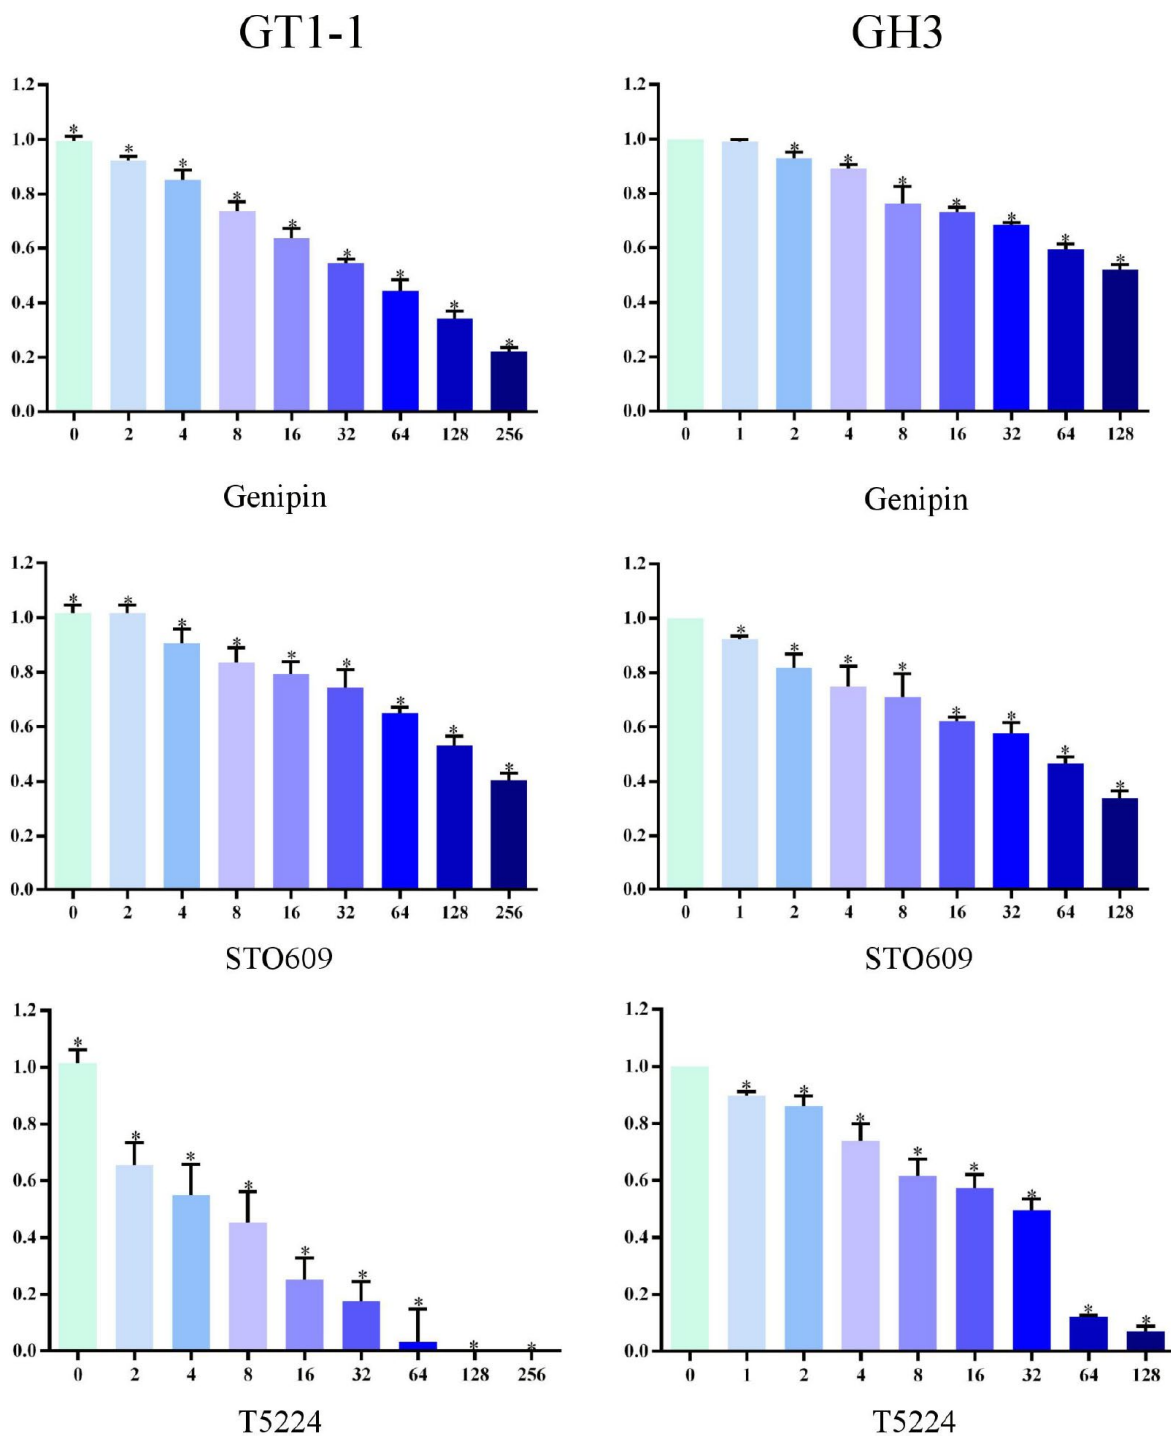 GT1-1 GH3
1.2 1.2
* 
1.0 * 1.0 *
* *
0.8 * 0.8 * *
* *
0.6 * 0.6 *
* *
0.4 * 0.4
*
0.2 0.2
0.0 0.0
0 2 4 8 16 32 64 128 256 0 1 2 4 8 16 32 64 128
Genipin Genipin
1.2 1.2
* *
1.0 * 1.0 *
* *
0.8 * * 0.8 * *
* * *
0.6 * 0.6 *
*
0.4 0.4 *
0.2 0.2
0.0 0.0
0 2 4 8 16 32 64 128 256 0 1 2 4 8 16 32 64 128
STO609 STO609
1.2 1.2
*
1.0 1.0 * *
0.8 0.8 *
* * *
0.6 * 0.6 *
*
0.4 0.4
*
0.2 * * 0.2 *
*
0.0 * * 0.0
0 2 4 8 16 32 64 128 256 0 1 2 4 8 16 32 64 128
T5224 T5224